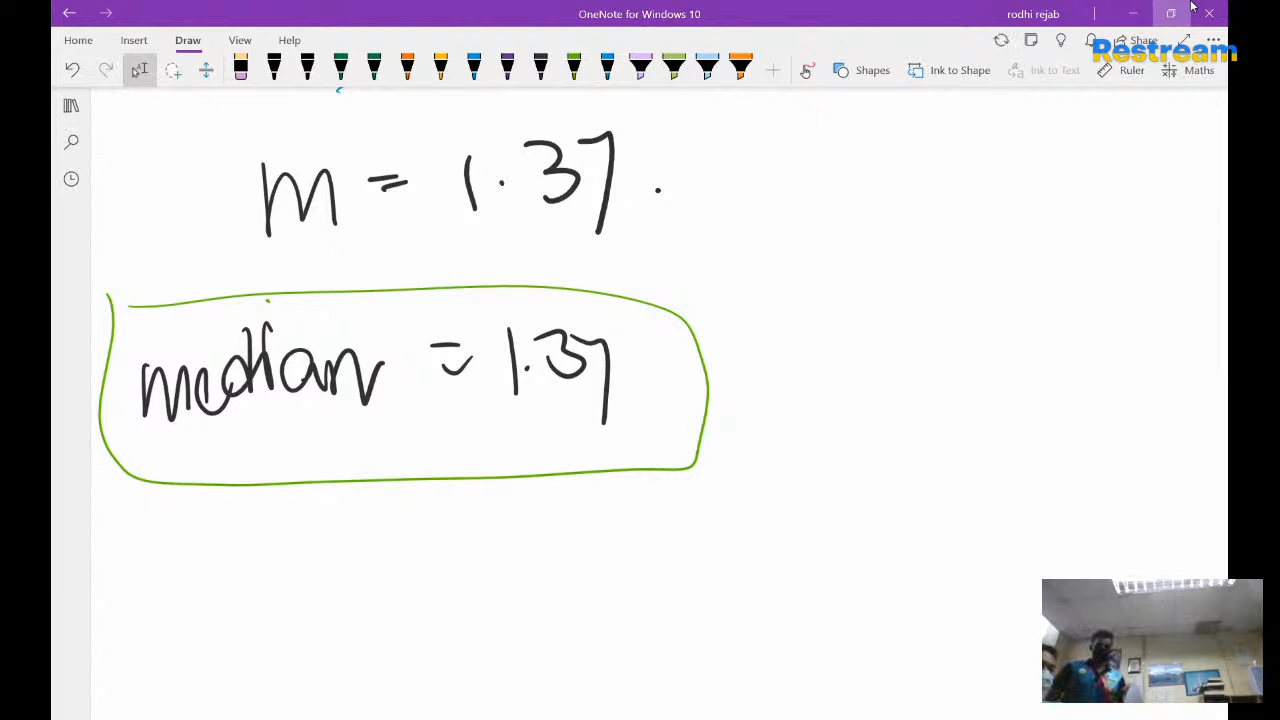 OneNote for Windows 10
rodhi rejab
Home Insert Draw View Help
Share
Restream
Shapes
Ink to Shape
Ink to Text
Ruler
Maths
m = 1.37.
median = 1.37